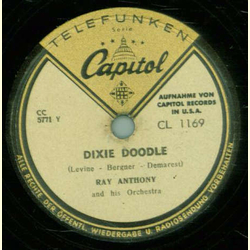 TELEFUNKEN
Serie
Capitol
AUFNAHME VON
CAPITOL RECORDS
IN U.S.A.
CC
5771 Y
CL 1169
DIXIE DOODLE
(Levine - Borguer - Demarest)
RAY ANTHONY
and his Orchestra
ALLE RECHTE DER ÖFFENTL. WIEDERGABE U. RADIOSENDUNG VORBEHALTEN